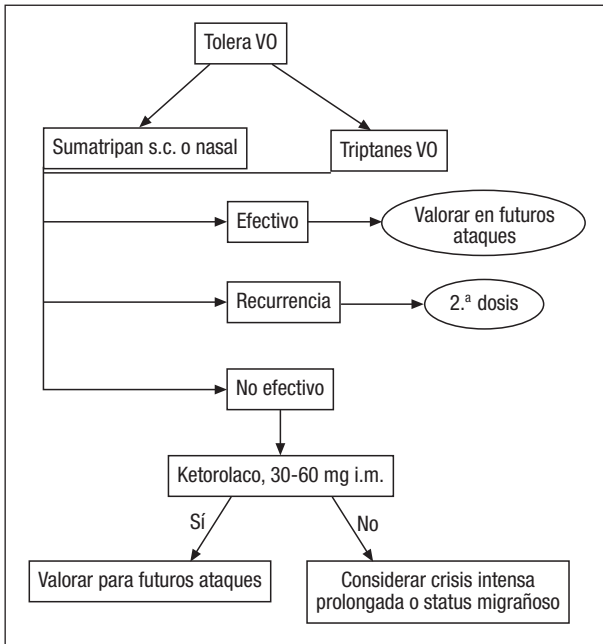 Tolera VO
Sumatripan s.c. o nasal
Triptanes VO
Efectivo
Valorar en futuros
ataques
Recurrencia
2.ª dosis
No efectivo
Ketorolaco, 30-60 mg i.m.
Sí
No
Valorar para futuros ataques
Considerar crisis intensa
prolongada o status migrañoso